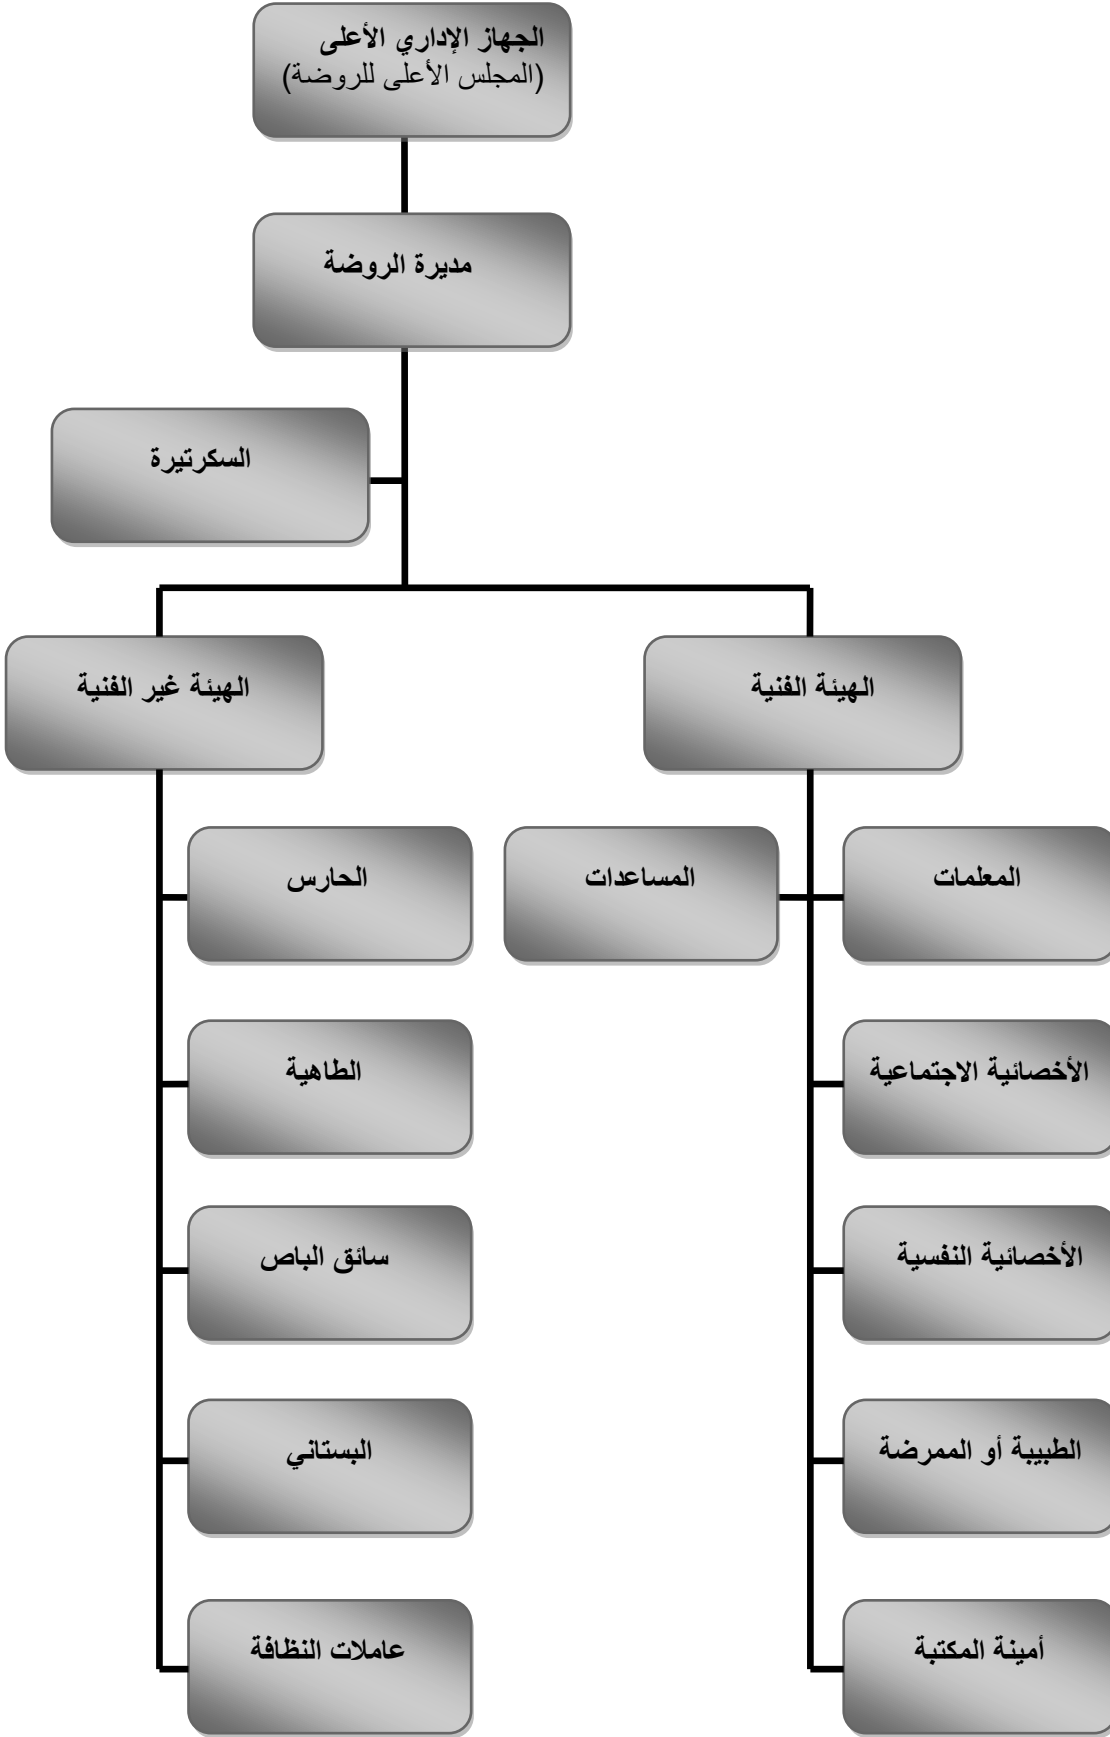 الجهاز الإداري الأعلى
(المجلس الأعلى للروضة)
مديرة الروضة
السكرتيرة
الهيئة الفنية
الهيئة غير الفنية
المعلمات
المساعدات
الحارس
الأخصائية الاجتماعية
الطاهية
الأخصائية النفسية
سائق الباص
الطبيبة أو الممرضة
البستاني
أمينة المكتبة
عاملات النظافة